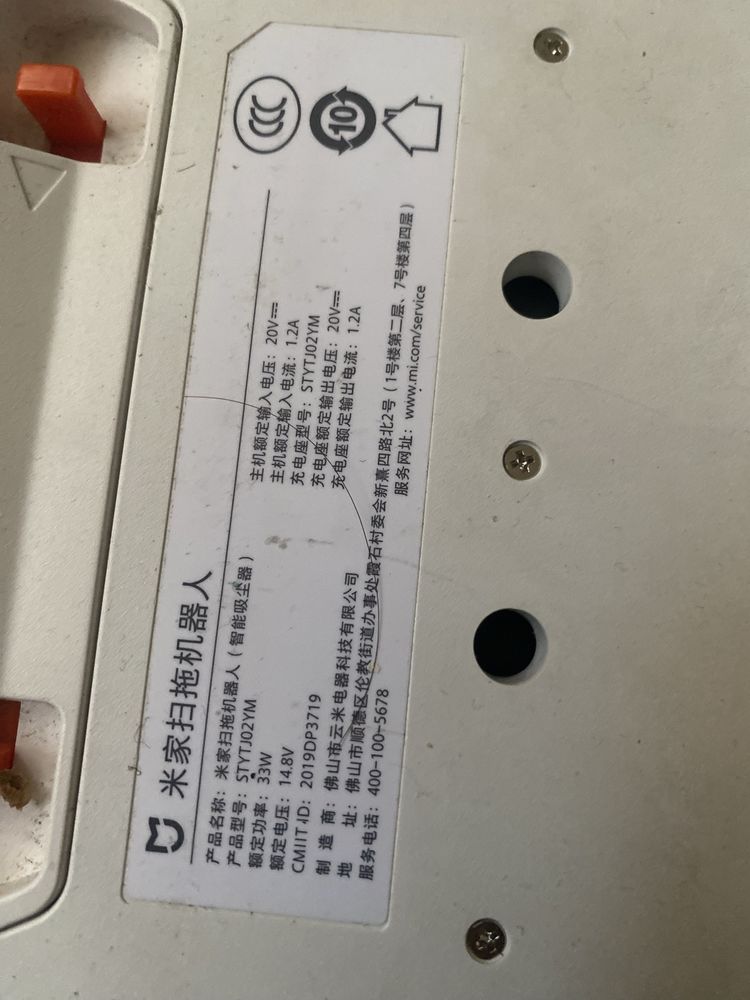 米家扫拖机器人
CCC
10
产品名称：米家扫拖机器人（智能吸尘器）
产品型号：STYTJ02YM
额定功率：33W
额定电压：14.8V
CMIIT ID：2019DP3719
制 造 商：佛山市云米电器科技有限公司
地 址：佛山市顺德区伦教街道办事处霞石村委会新熹四路北2号（1号楼第二层、7号楼第四层）
服务电话：400-100-5678
主机额定输入电压：20V⎓
主机额定输入电流：1.2A
充电座型号：STYTJ02YM
充电座额定输出电压：20V⎓
充电座额定输出电流：1.2A
服务网址：www.mi.com/service